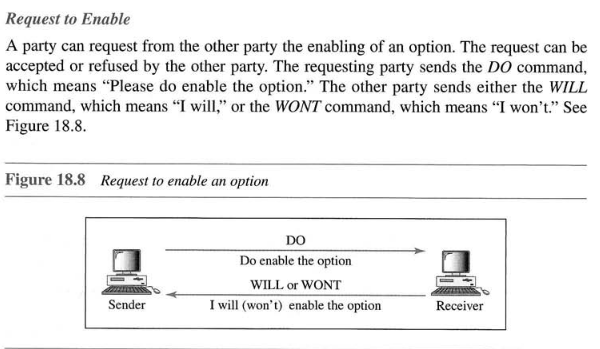 Request to Enable
A party can request from the other party the enabling of an option. The request can be
accepted or refused by the other party. The requesting party sends the DO command,
which means “Please do enable the option.” The other party sends either the WILL
command, which means “I will,” or the WONT command, which means “I won’t.” See
Figure 18.8.
Figure 18.8 Request to enable an option
DO
Do enable the option
WILL or WONT
I will (won’t) enable the option
Sender
Receiver